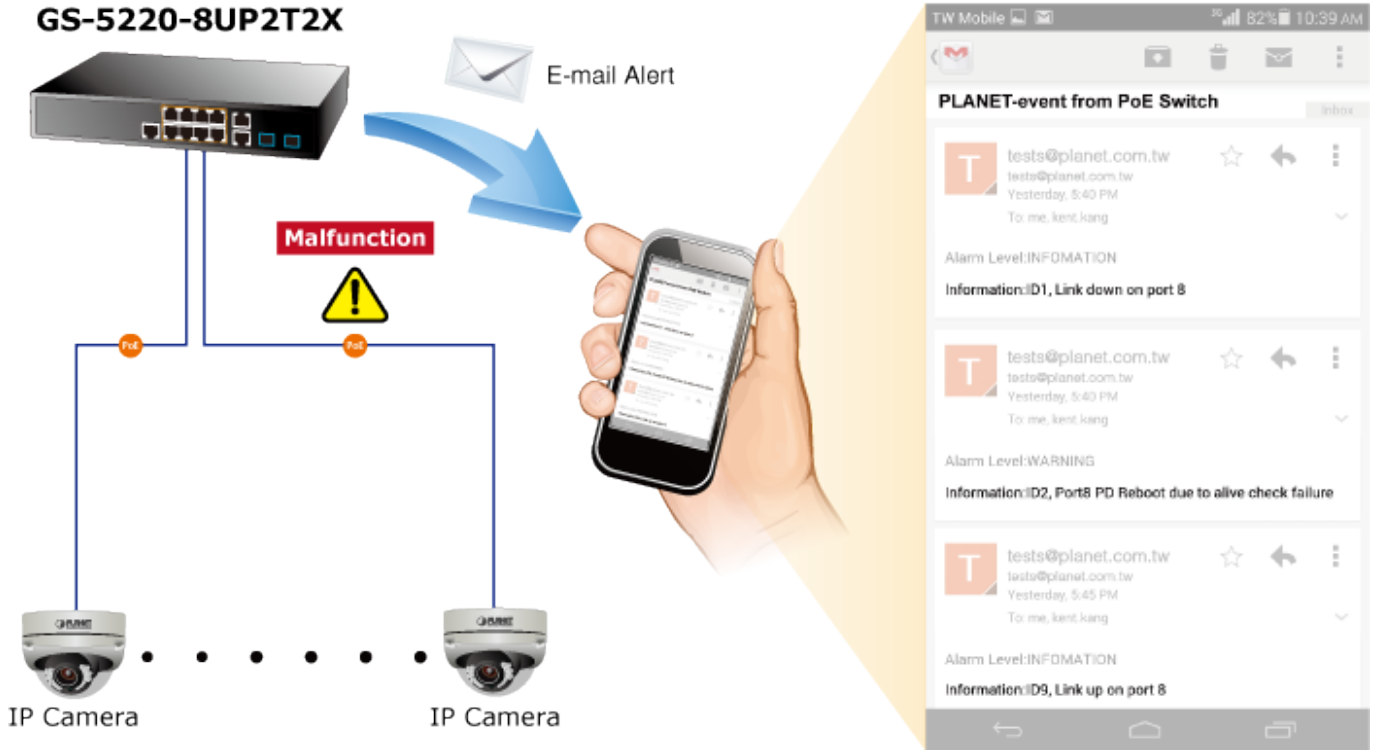 GS-5220-8UP2T2X
E-mail Alert
Malfunction
PoE
PoE
PLANET
PLANET
IP Camera
IP Camera
TW Mobile
3G 82% 10:39 AM
PLANET-event from PoE Switch
Inbox
T
tests@planet.com.tw
tests@planet.com.tw
Yesterday, 5:40 PM
To: me, kent.kang
Alarm Level:INFOMATION
Information:ID1, Link down on port 8
T
tests@planet.com.tw
tests@planet.com.tw
Yesterday, 5:40 PM
To: me, kent.kang
Alarm Level:WARNING
Information:ID2, Port8 PD Reboot due to alive check failure
T
tests@planet.com.tw
tests@planet.com.tw
Yesterday, 5:45 PM
To: me, kent.kang
Alarm Level:INFOMATION
Information:ID9, Link up on port 8